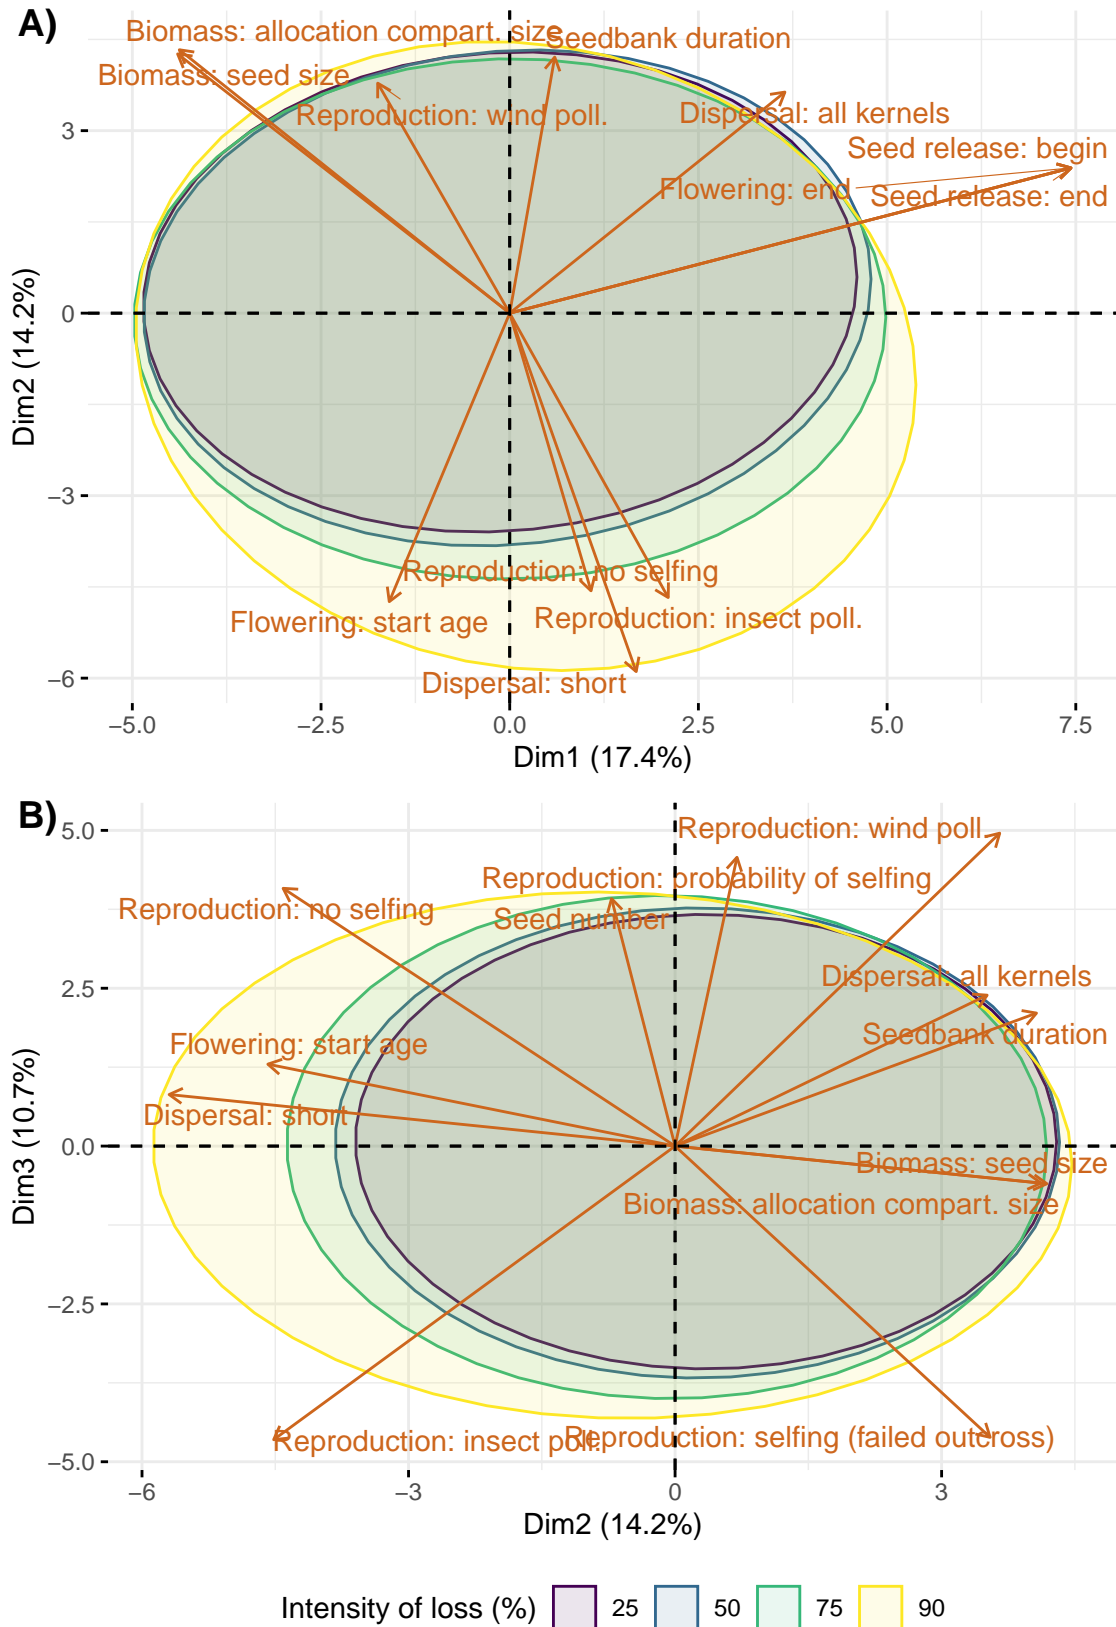 A)
Biomass: allocation compart. size
Seedbank duration
Biomass: seed size
Reproduction: wind poll.
Dispersal: all kernels
Seed release: begin
Flowering: end
Seed release: end
3
0
−3
−6
Dim2 (14.2%)
Reproduction: no selfing
Flowering: start age
Reproduction: insect poll.
Dispersal: short
−5.0
−2.5
0.0
2.5
5.0
7.5
Dim1 (17.4%)
B)
5.0
2.5
0.0
−2.5
−5.0
Dim3 (10.7%)
Reproduction: wind poll.
Reproduction: probability of selfing
Reproduction: no selfing
Seed number
Dispersal: all kernels
Seedbank duration
Flowering: start age
Dispersal: short
Biomass: seed size
Biomass: allocation compart. size
Reproduction: insect poll.
Reproduction: selfing (failed outcross)
−6
−3
0
3
Dim2 (14.2%)
Intensity of loss (%)
25
50
75
90